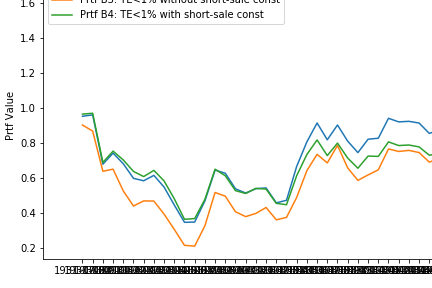 1.6
Prtf B3: TE<1% without short-sale const
Prtf B4: TE<1% with short-sale const
1.4
1.2
1.0
0.8
0.6
0.4
0.2
Prtf Value